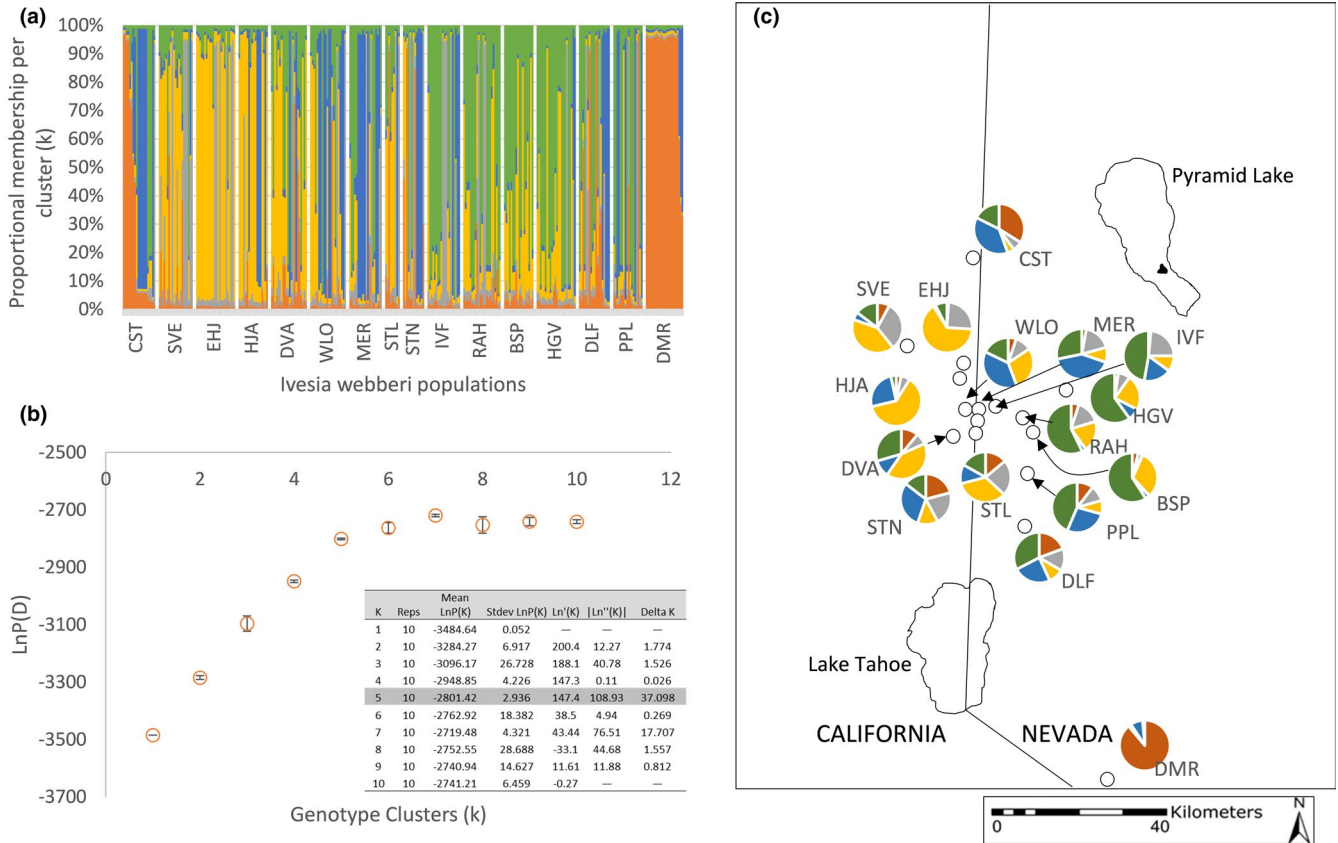 (a)
Proportional membership per
cluster (k)
100%
90%
80%
70%
60%
50%
40%
30%
20%
10%
0%
CST
SVE
EHJ
HJA
DVA
WLO
MER
STL
STN
IVF
RAH
BSP
HGV
DLF
PPL
DMR
Ivesia webberi populations
(b)
LnP(D)
-2500
-2700
-2900
-3100
-3300
-3500
-3700
0 2 4 6 8 10 12
Genotype Clusters (k)
Mean
K Reps LnP(K) Stdev LnP(K) Ln'(K) |Ln''(K)| Delta K
1 10 -3484.64 0.052 — — —
2 10 -3284.27 6.917 200.4 12.27 1.774
3 10 -3096.17 26.728 188.1 40.78 1.526
4 10 -2948.85 4.226 147.3 0.11 0.026
5 10 -2801.42 2.936 147.4 108.93 37.098
6 10 -2762.92 18.382 38.5 4.94 0.269
7 10 -2719.48 4.321 43.44 76.51 17.707
8 10 -2752.55 28.688 -33.1 44.68 1.557
9 10 -2740.94 14.627 11.61 11.88 0.812
10 10 -2741.21 6.459 -0.27 — —
(c)
Pyramid Lake
CST
SVE
EHJ
WLO
MER
IVF
HJA
HGV
RAH
DVA
BSP
STL
STN
PPL
DLF
Lake Tahoe
CALIFORNIA
NEVADA
DMR
Kilometers
0 40
N